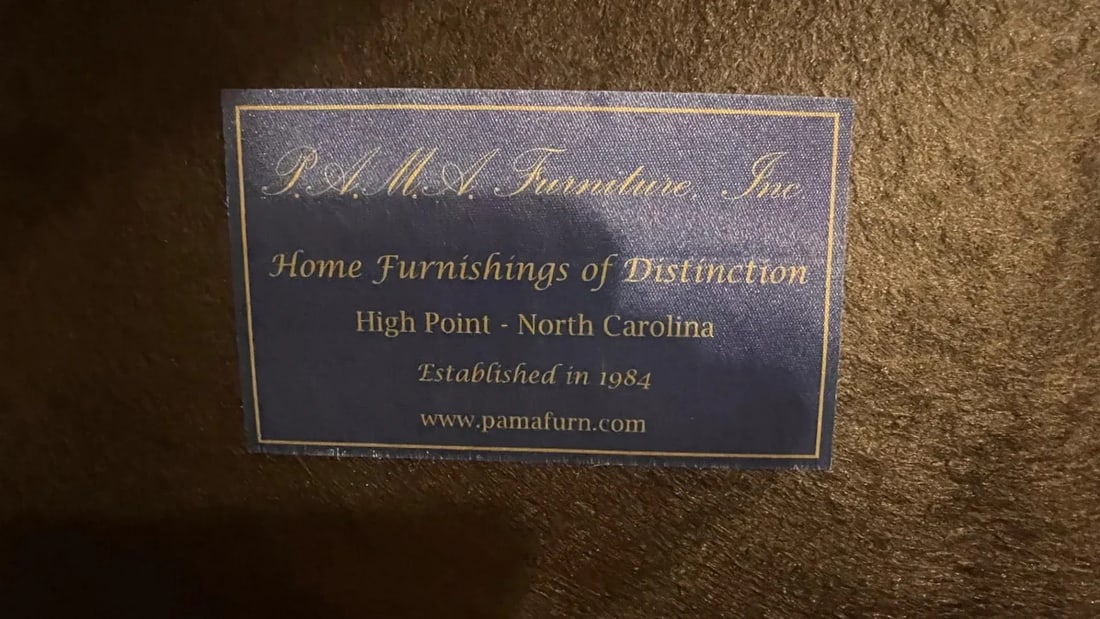 P.A.M.A. Furniture, Inc
Home Furnishings of Distinction
High Point - North Carolina
Established in 1984
www.pamafurn.com